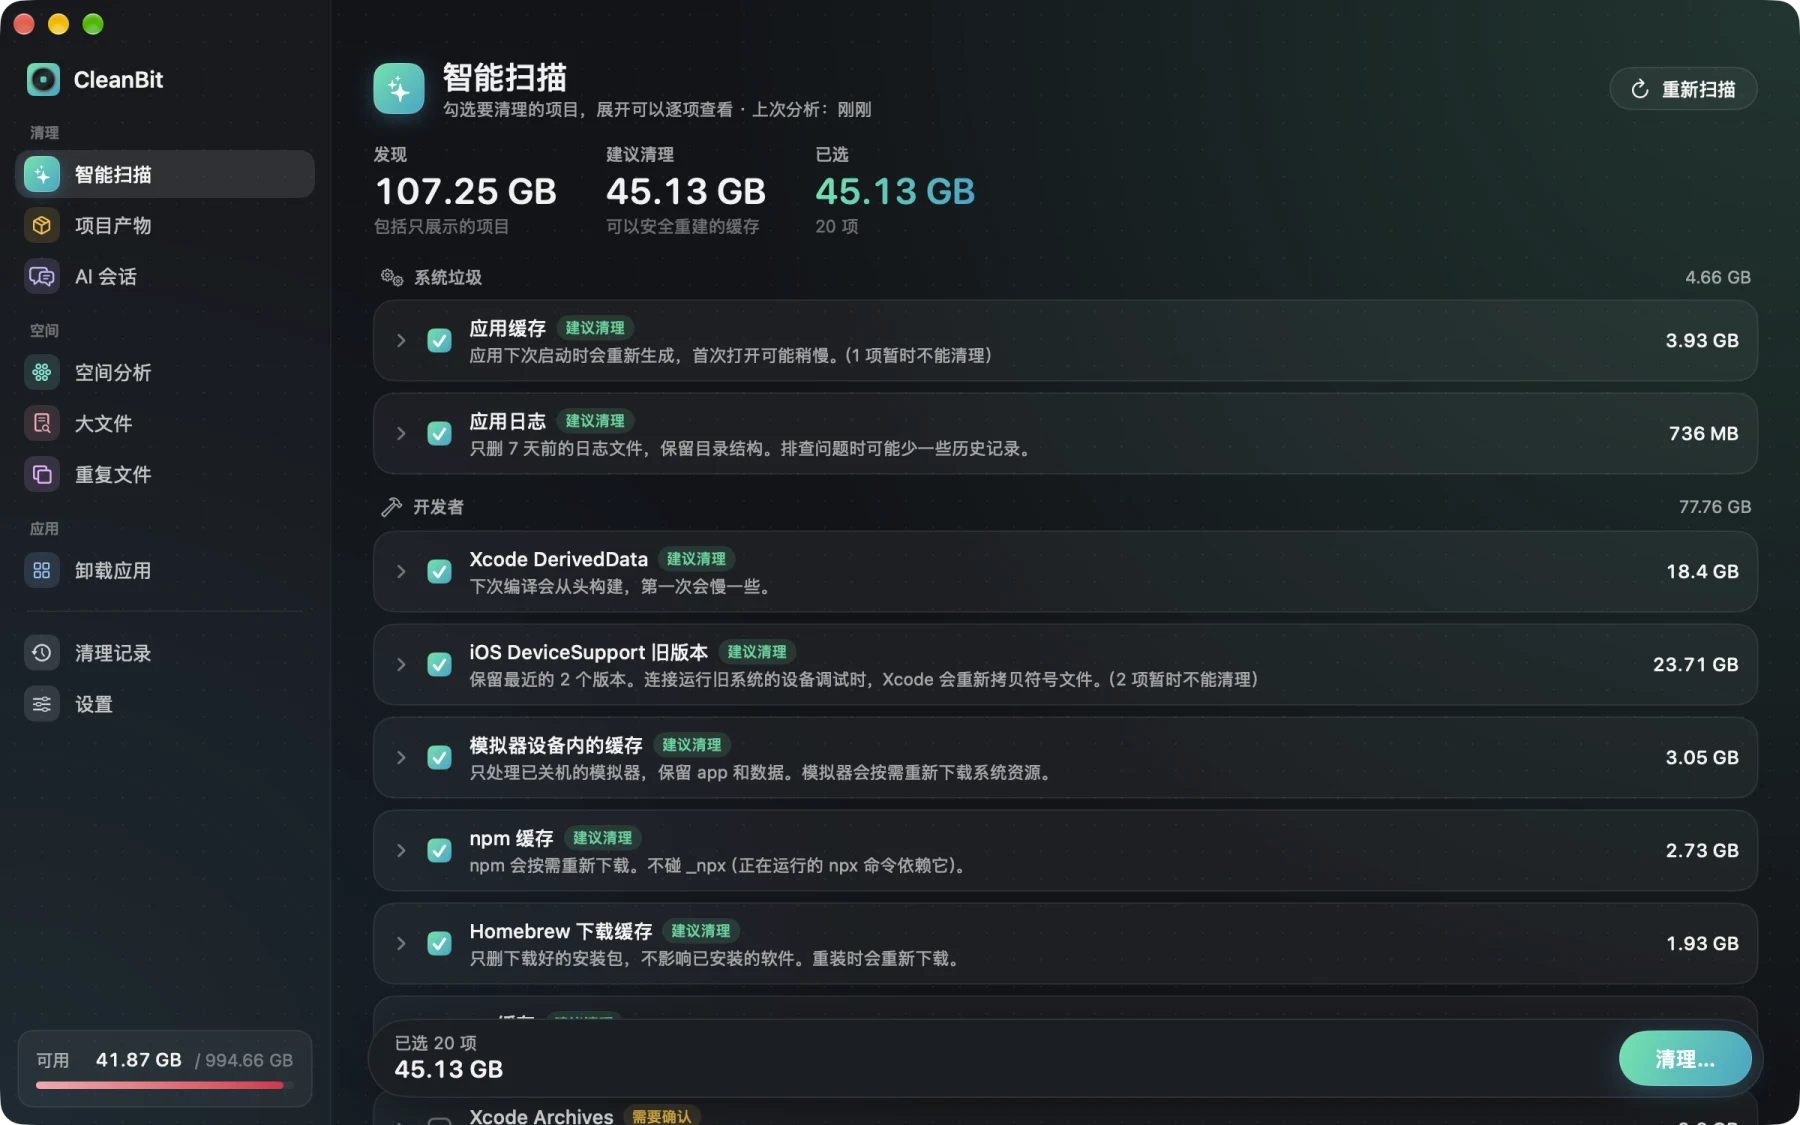 CleanBit
清理
智能扫描
项目产物
AI 会话
空间
空间分析
大文件
重复文件
应用
卸载应用
清理记录
设置
可用 41.87 GB / 994.66 GB
智能扫描
勾选要清理的项目，展开可以逐项查看 · 上次分析：刚刚
重新扫描
发现
107.25 GB
包括只展示的项目
建议清理
45.13 GB
可以安全重建的缓存
已选
45.13 GB
20 项
系统垃圾 4.66 GB
应用缓存 建议清理
应用下次启动时会重新生成，首次打开可能稍慢。(1 项暂时不能清理)
3.93 GB
应用日志 建议清理
只删 7 天前的日志文件，保留目录结构。排查问题时可能少一些历史记录。
736 MB
开发者 77.76 GB
Xcode DerivedData 建议清理
下次编译会从头构建，第一次会慢一些。
18.4 GB
iOS DeviceSupport 旧版本 建议清理
保留最近的 2 个版本。连接运行旧系统的设备调试时，Xcode 会重新拷贝符号文件。(2 项暂时不能清理)
23.71 GB
模拟器设备内的缓存 建议清理
只处理已关机的模拟器，保留 app 和数据。模拟器会按需重新下载系统资源。
3.05 GB
npm 缓存 建议清理
npm 会按需重新下载。不碰 _npx (正在运行的 npx 命令依赖它)。
2.73 GB
Homebrew 下载缓存 建议清理
只删下载好的安装包，不影响已安装的软件。重装时会重新下载。
1.93 GB
已选 20 项
45.13 GB
清理...
Xcode Archives 需要确认